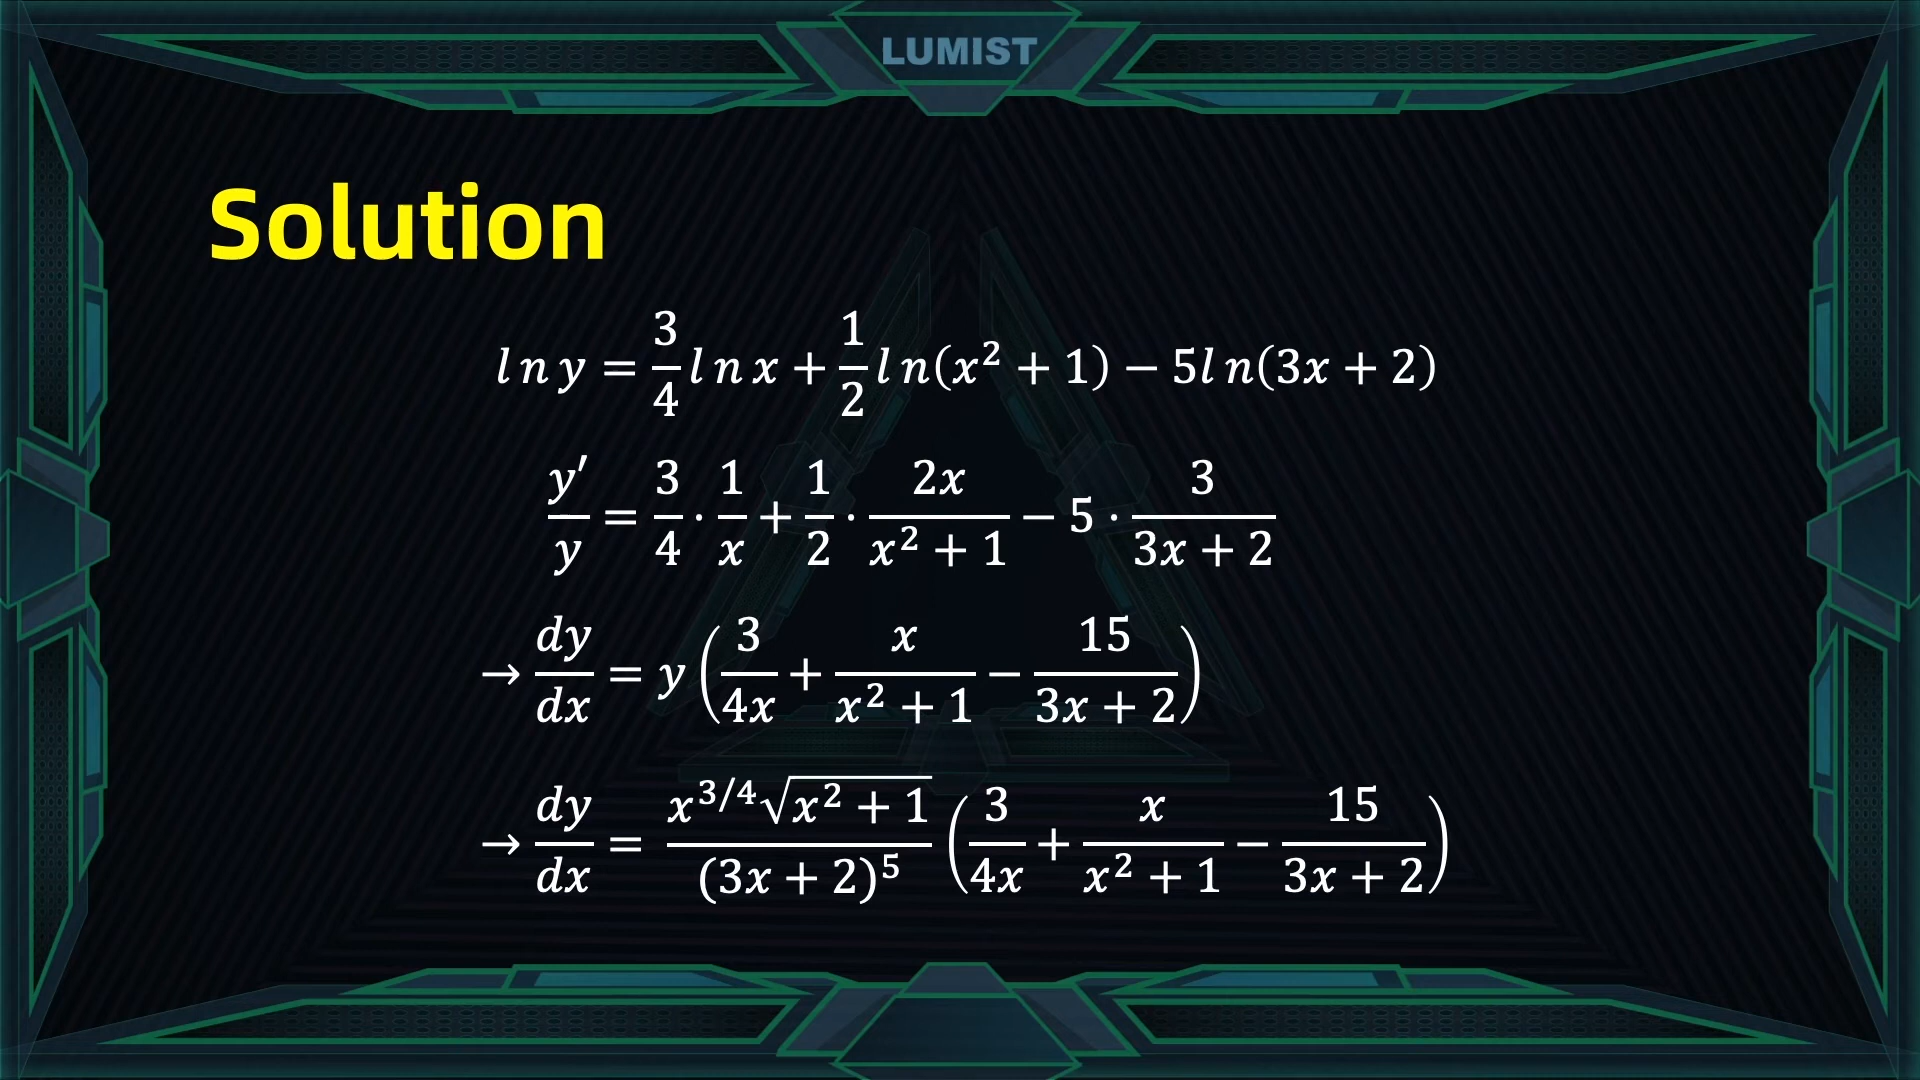 LUMIST
Solution
ln y = 3/4 ln x + 1/2 ln(x² + 1) − 5ln(3x + 2)
y′/y = 3/4 · 1/x + 1/2 · 2x/(x² + 1) − 5 · 3/(3x + 2)
→ dy/dx = y (3/4x + x/(x² + 1) − 15/(3x + 2))
→ dy/dx = x^(3/4)√(x² + 1)/(3x + 2)⁵ (3/4x + x/(x² + 1) − 15/(3x + 2))